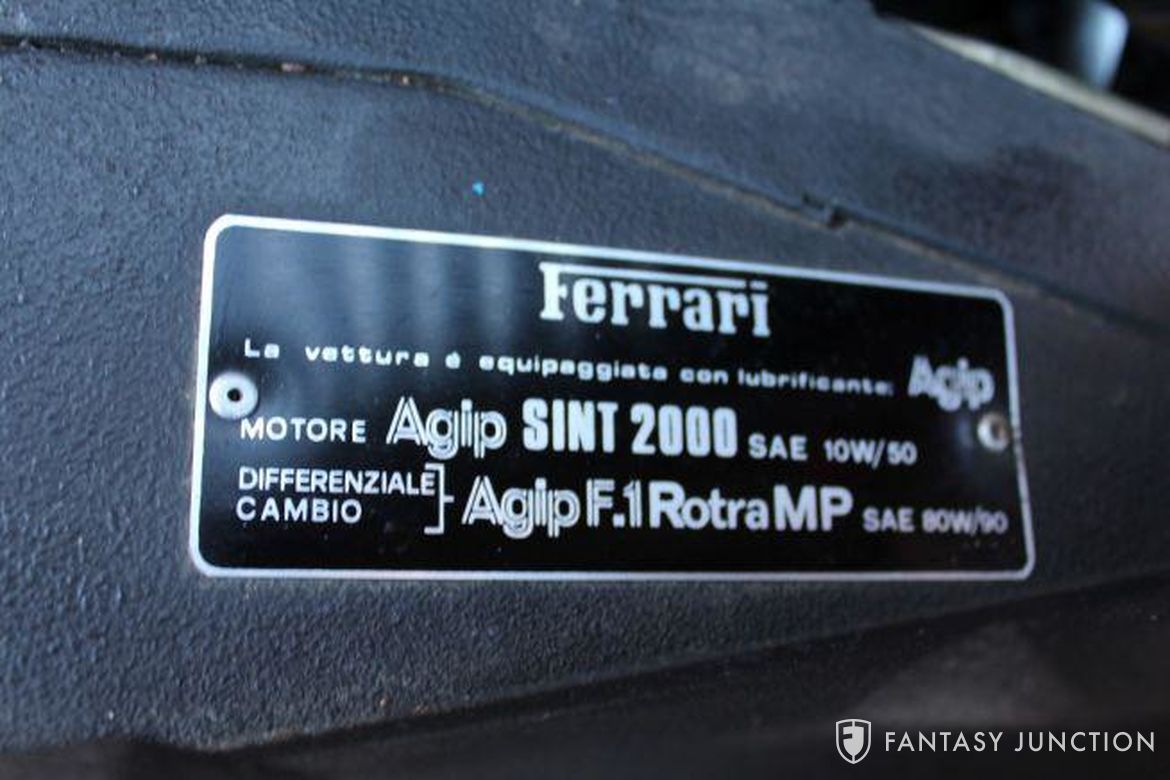 Ferrari
La vettura é equipaggiata con lubrificante: Agip
MOTORE Agip SINT 2000 SAE 10W/50
DIFFERENZIALE
CAMBIO
Agip F.1 Rotra MP SAE 80W/90
FANTASY JUNCTION